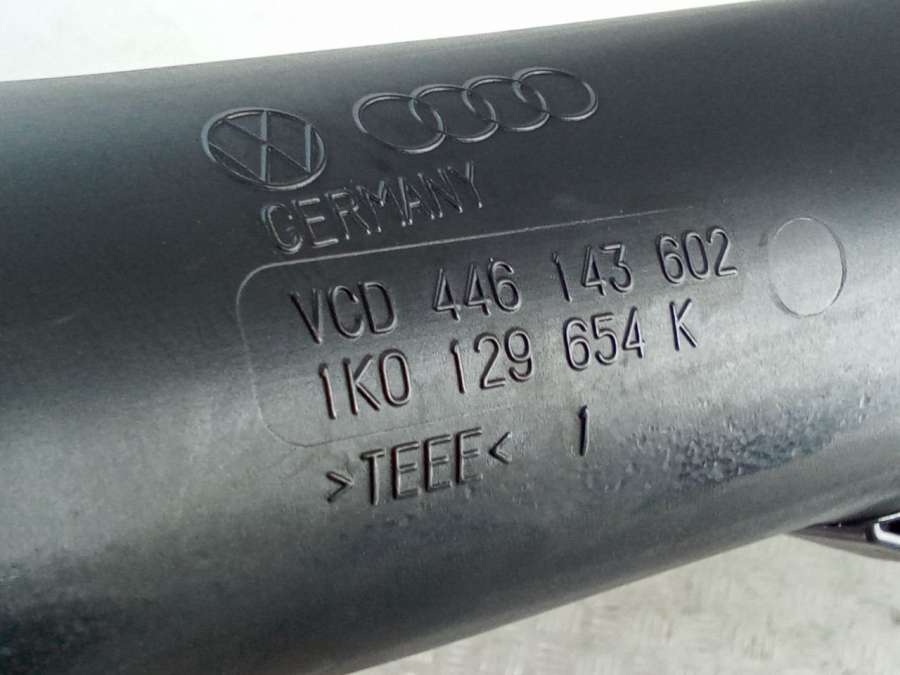 GERMANY
VCD 446 143 602
1K0 129 654 K
>TEEE< 1